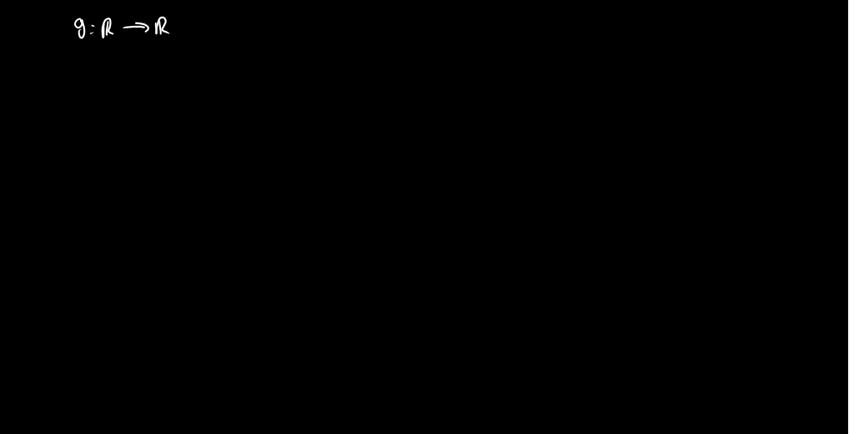 g: ℝ → ℝ